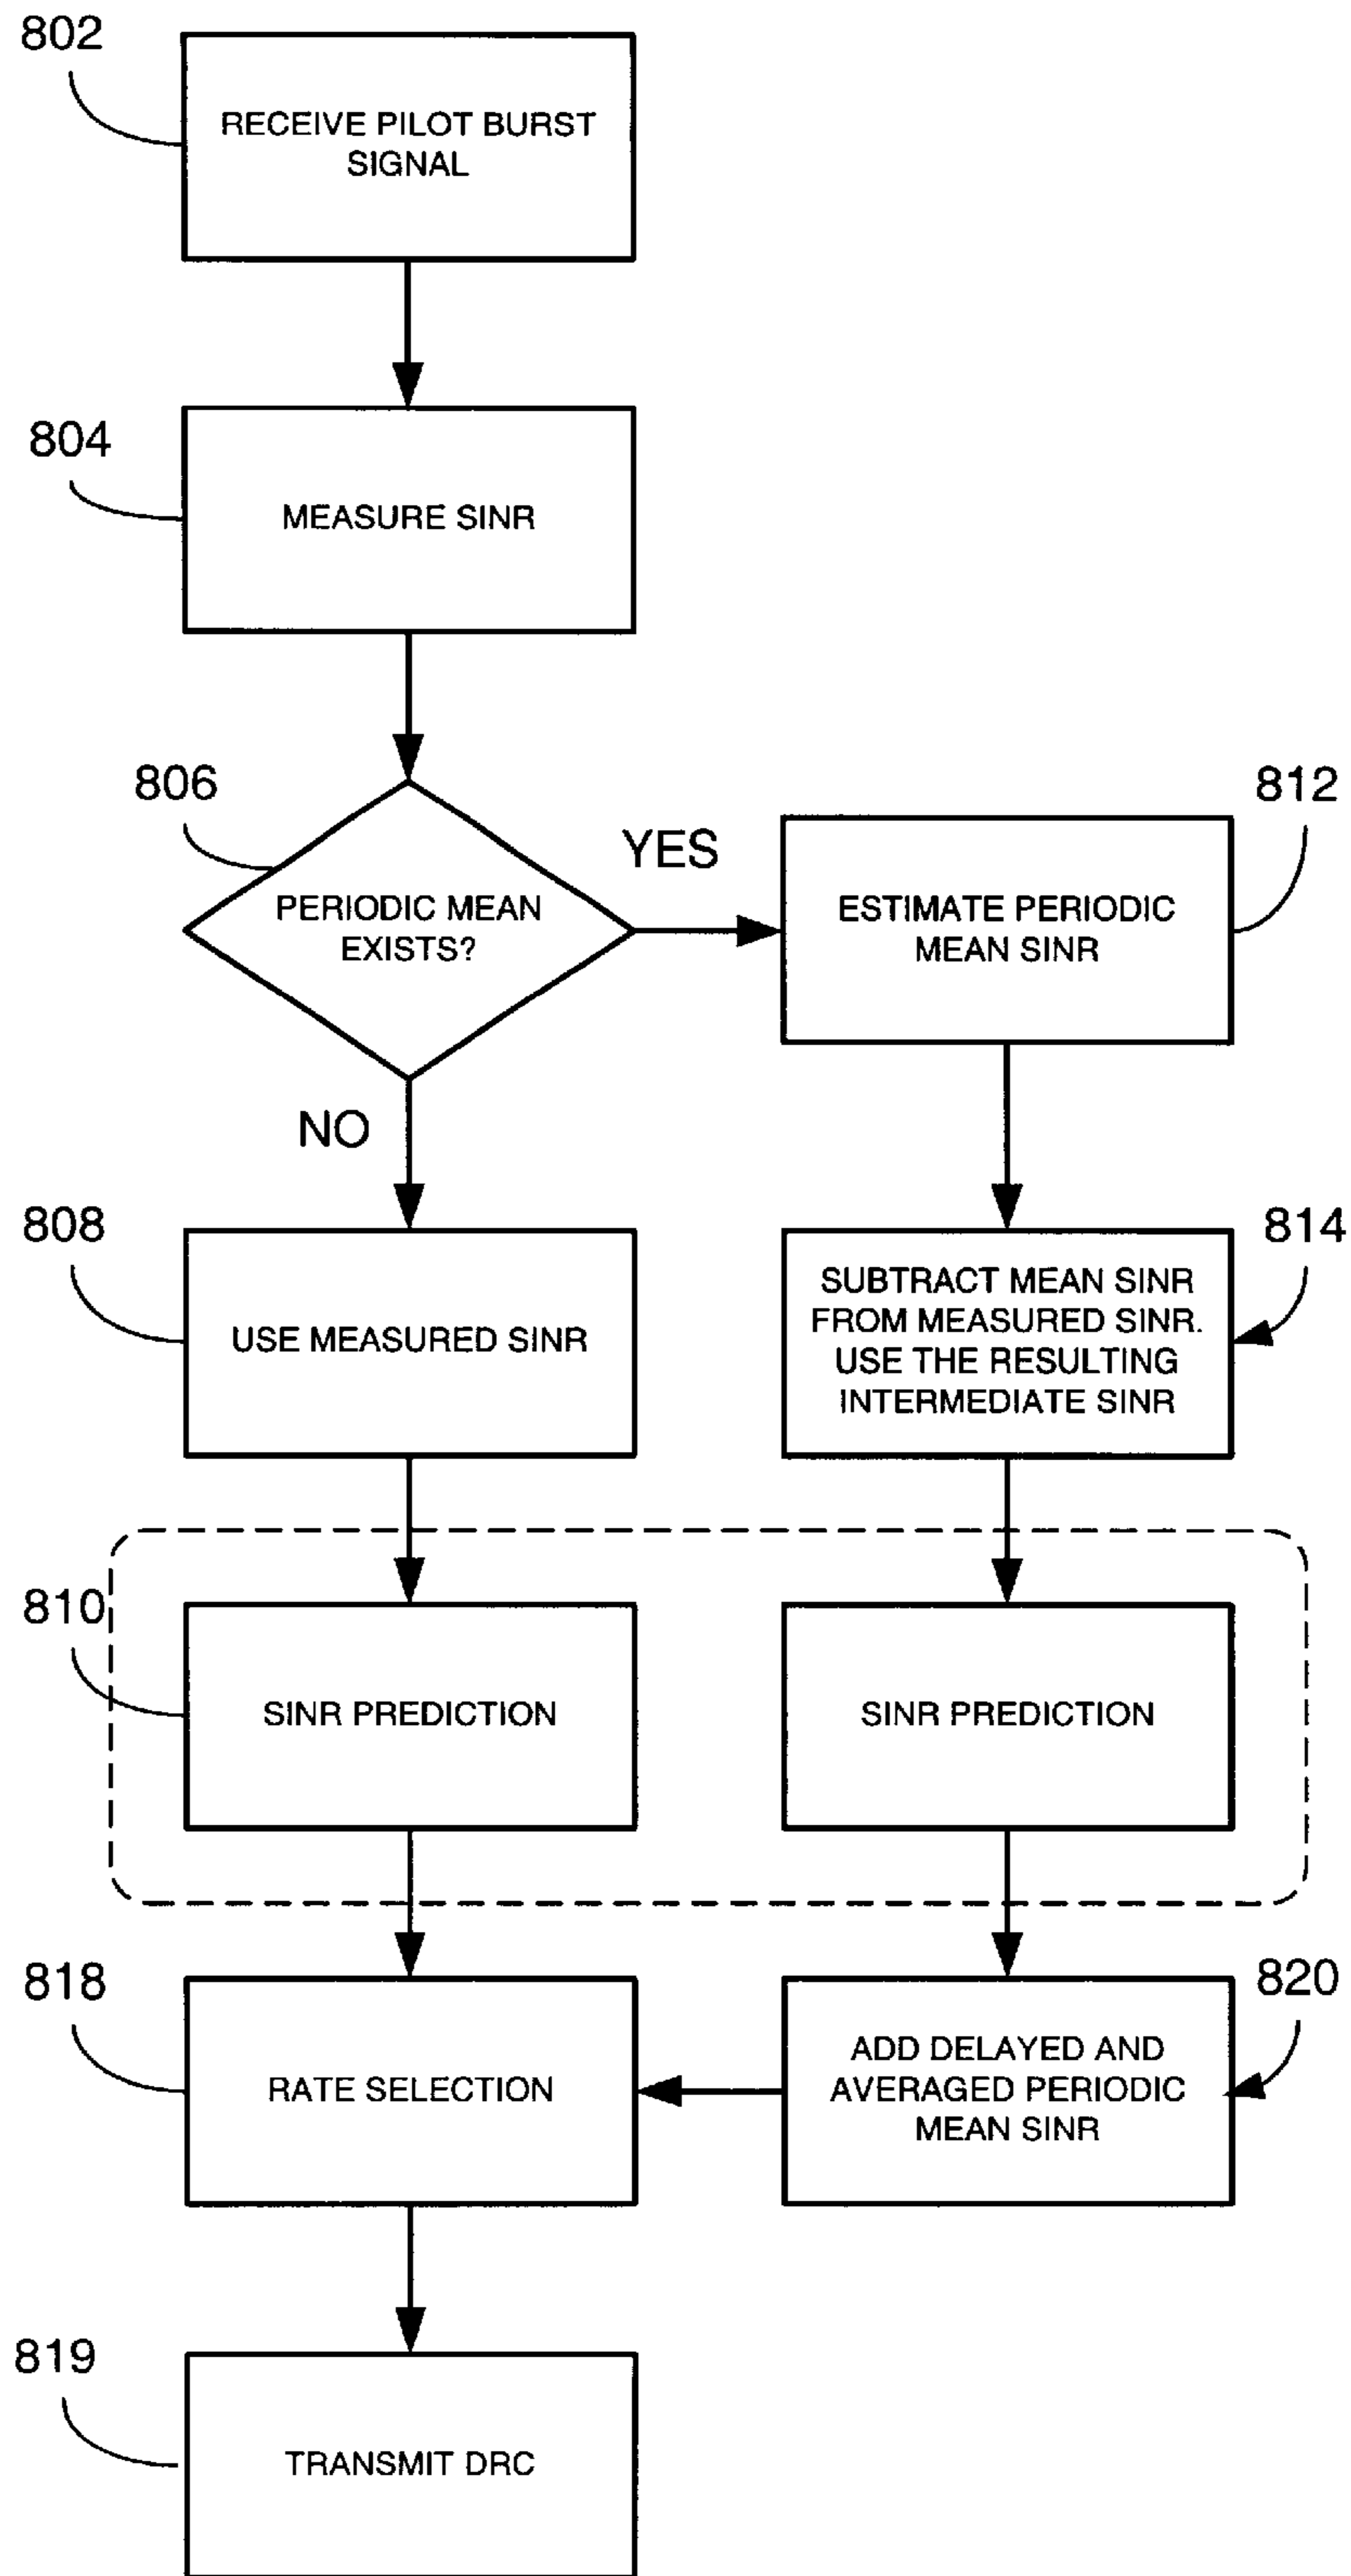 802
RECEIVE PILOT BURST
SIGNAL
804
MEASURE SINR
806
PERIODIC MEAN
EXISTS?
YES
812
ESTIMATE PERIODIC
MEAN SINR
NO
808
USE MEASURED SINR
814
SUBTRACT MEAN SINR
FROM MEASURED SINR.
USE THE RESULTING
INTERMEDIATE SINR
810
SINR PREDICTION
SINR PREDICTION
818
RATE SELECTION
820
ADD DELAYED AND
AVERAGED PERIODIC
MEAN SINR
819
TRANSMIT DRC